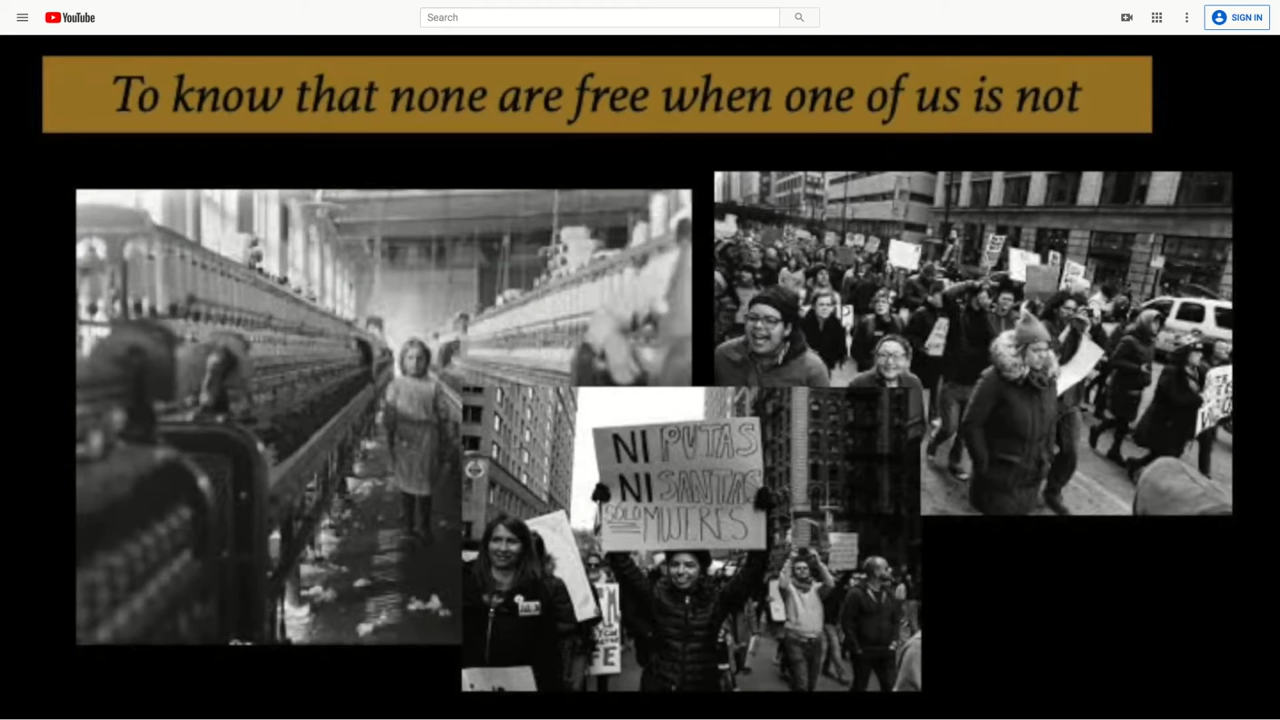 YouTube
Search
SIGN IN
To know that none are free when one of us is not
NI PUTAS
NI SANTAS
SOLO MUJERES